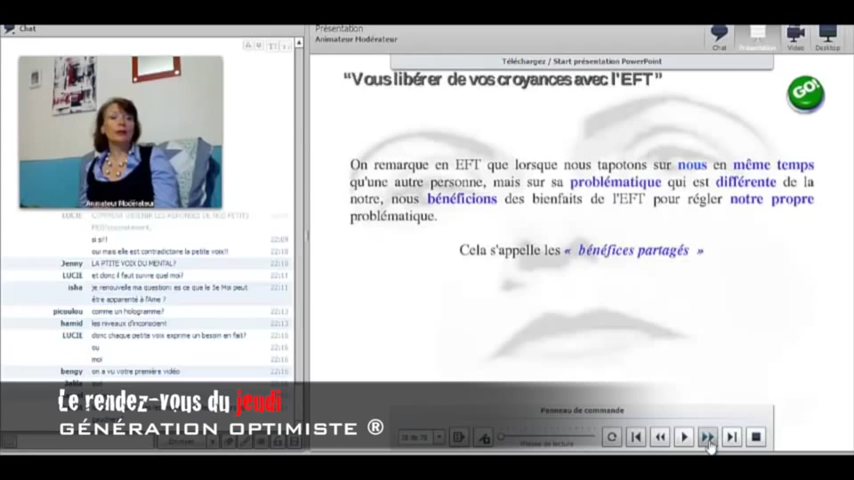 Chat
Présentation
Animateur Modérateur
Chat
Présentation
Video
Desktop
Téléchargez / Start présentation PowerPoint
“Vous libérer de vos croyances avec l'EFT”
GO!
On remarque en EFT que lorsque nous tapotons sur nous en même temps
qu'une autre personne, mais sur sa problématique qui est différente de la
notre, nous bénéficions des bienfaits de l'EFT pour régler notre propre
problématique.
Cela s'appelle les « bénéfices partagés »
Animateur Modérateur
LUCIE
si si!! 22:09
oui mais elle est contradictoire la petite voix!! 22:10
Jenny LA PTITE VOIX DU MENTAL? 22:10
LUCIE et donc il faut suivre quel moi? 22:11
isha je renouvelle ma question: es ce que le 5e Moi peut 22:11
être apparenté à l'Ame ?
picoulou comme un hologramme? 22:13
hamid les niveaux d'inconscient 22:13
LUCIE donc chaque petite voix exprime un besoin en fait? 22:15
ou 22:15
moi 22:16
bengy on a vu votre première vidéo 22:16
Le rendez-vous du jeudi
GÉNÉRATION OPTIMISTE ®
Panneau de commande
Vitesse de lecture